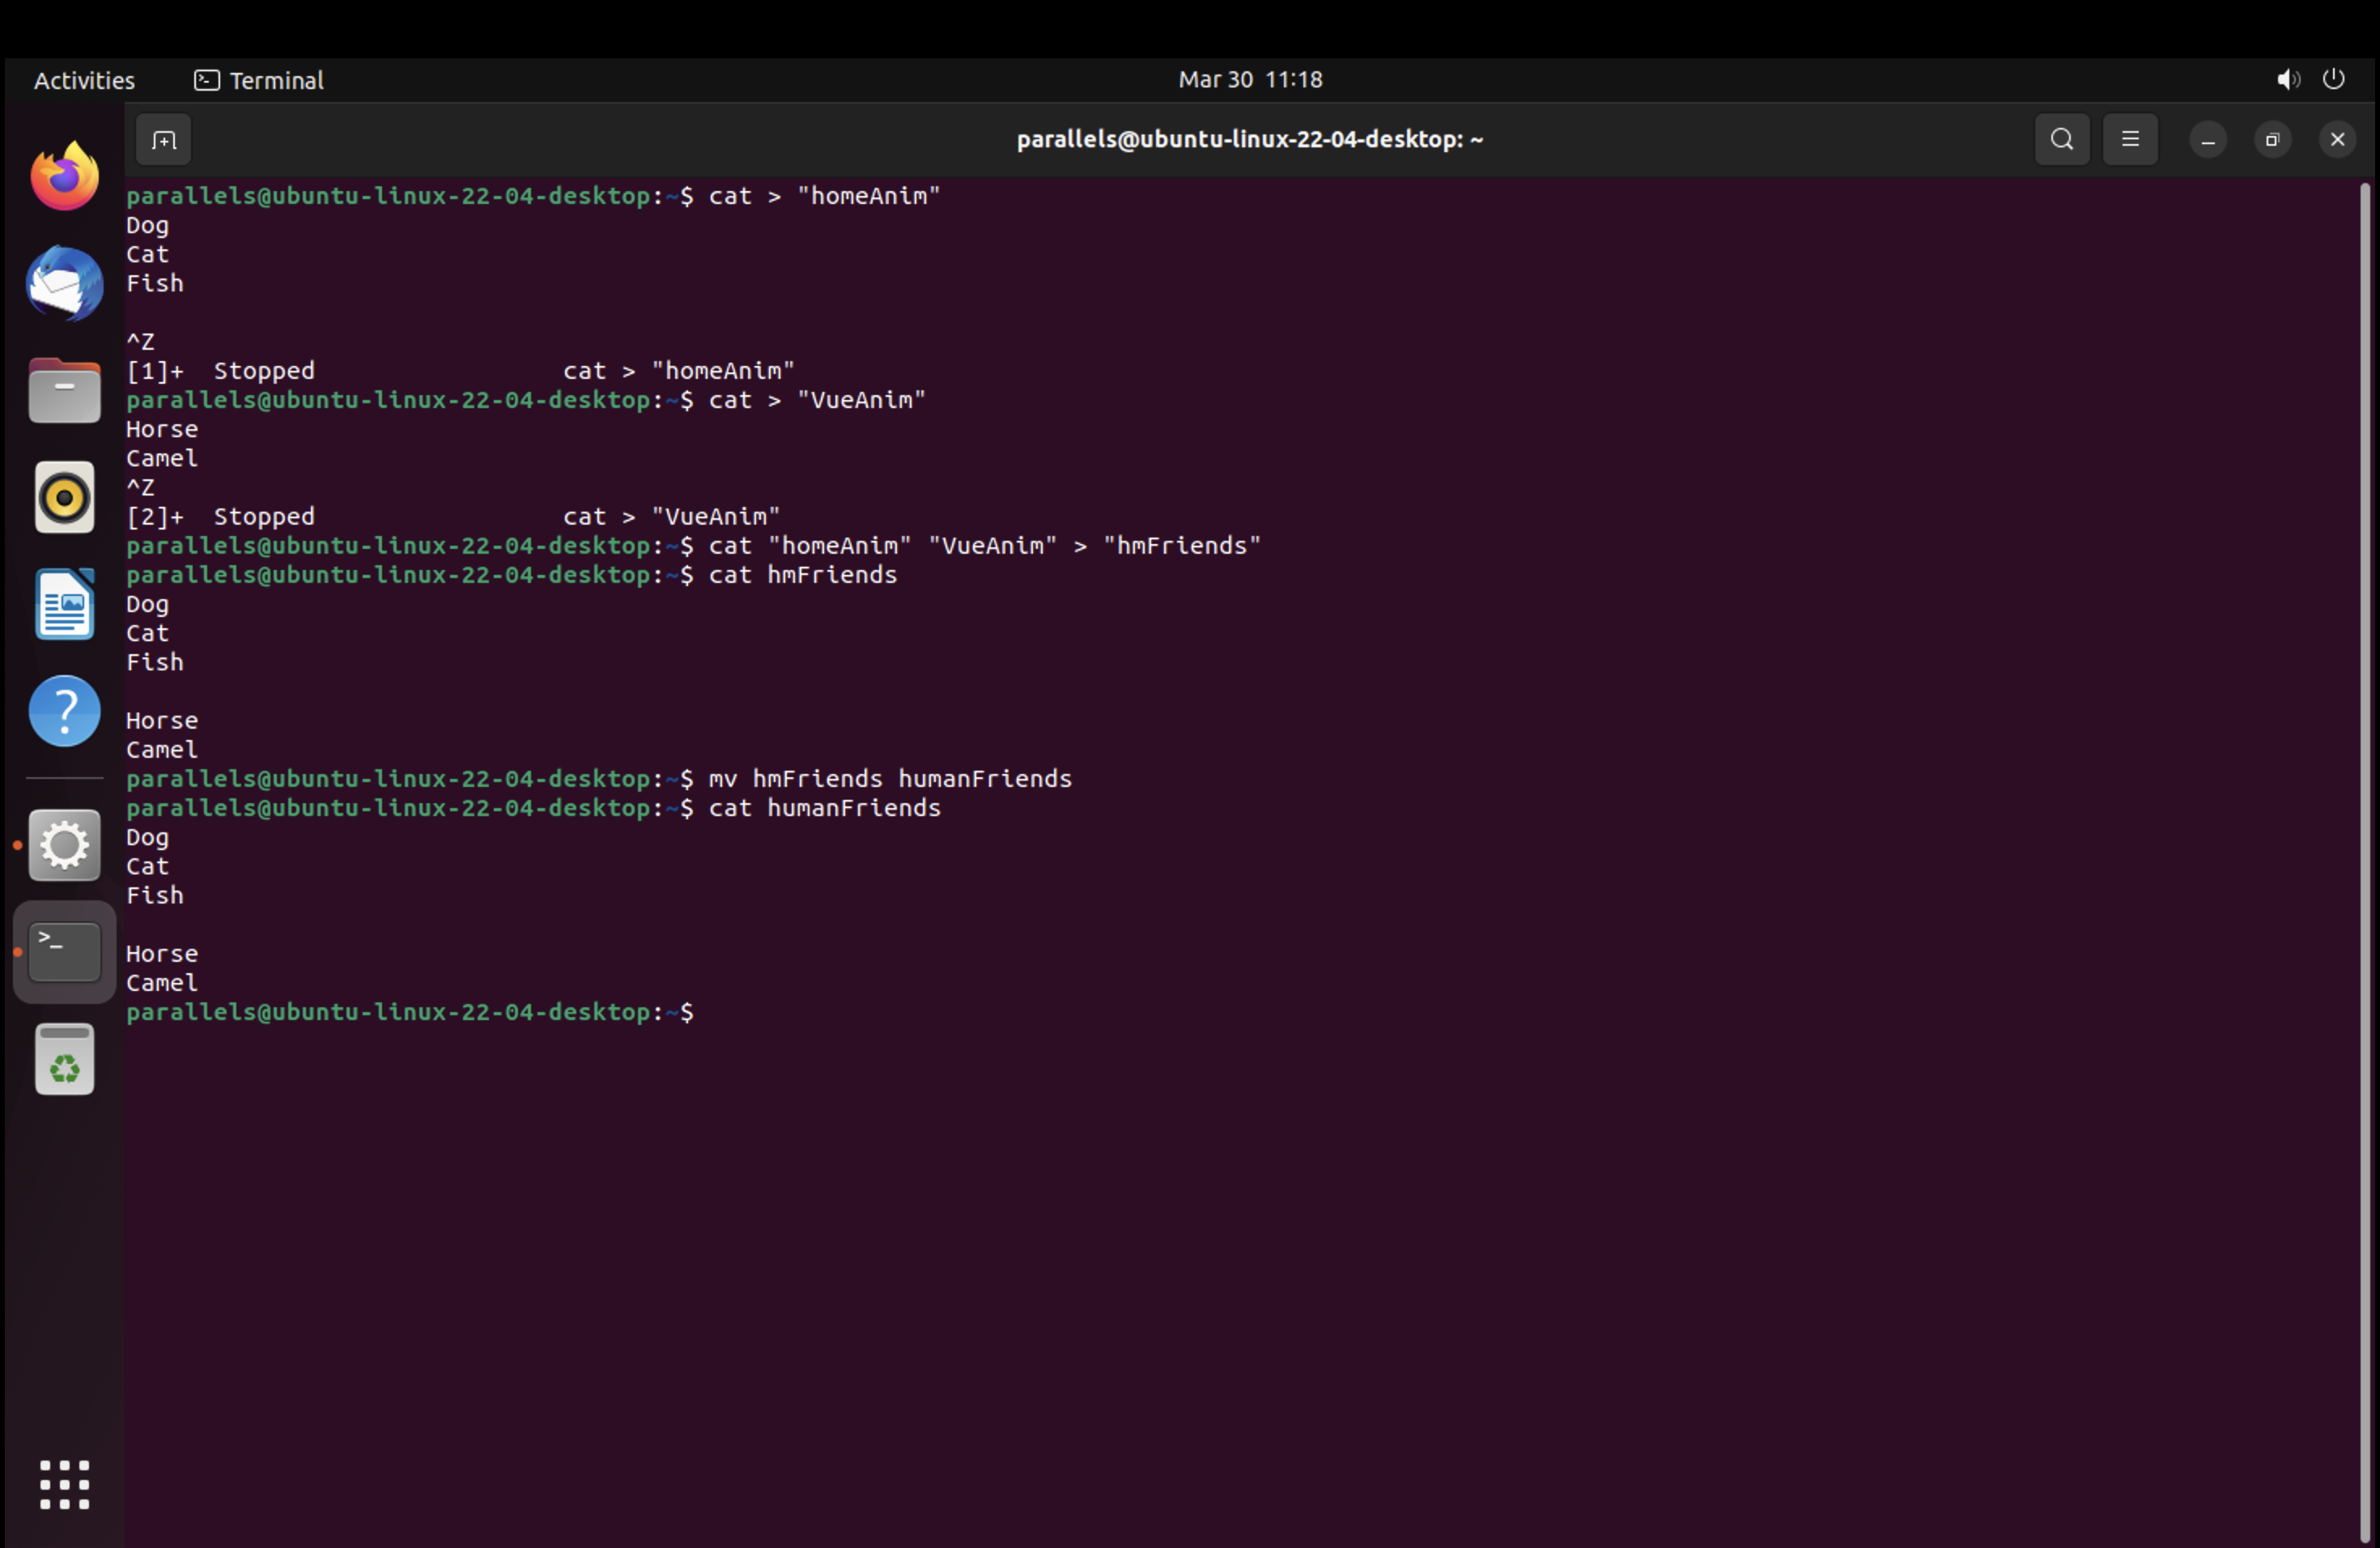 Activities Terminal Mar 30 11:18
parallels@ubuntu-linux-22-04-desktop: ~
parallels@ubuntu-linux-22-04-desktop:~$ cat > "homeAnim"
Dog
Cat
Fish
^Z
[1]+  Stopped                 cat > "homeAnim"
parallels@ubuntu-linux-22-04-desktop:~$ cat > "VueAnim"
Horse
Camel
^Z
[2]+  Stopped                 cat > "VueAnim"
parallels@ubuntu-linux-22-04-desktop:~$ cat "homeAnim" "VueAnim" > "hmFriends"
parallels@ubuntu-linux-22-04-desktop:~$ cat hmFriends
Dog
Cat
Fish
Horse
Camel
parallels@ubuntu-linux-22-04-desktop:~$ mv hmFriends humanFriends
parallels@ubuntu-linux-22-04-desktop:~$ cat humanFriends
Dog
Cat
Fish
Horse
Camel
parallels@ubuntu-linux-22-04-desktop:~$